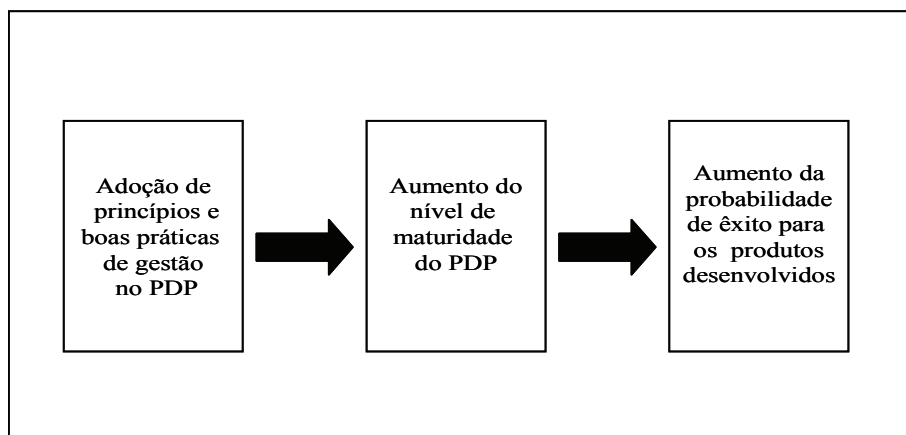 Adoção de
princípios e
boas práticas
de gestão
no PDP
Aumento do
nível de
maturidade
do PDP
Aumento da
probabilidade
de êxito para
os produtos
desenvolvidos